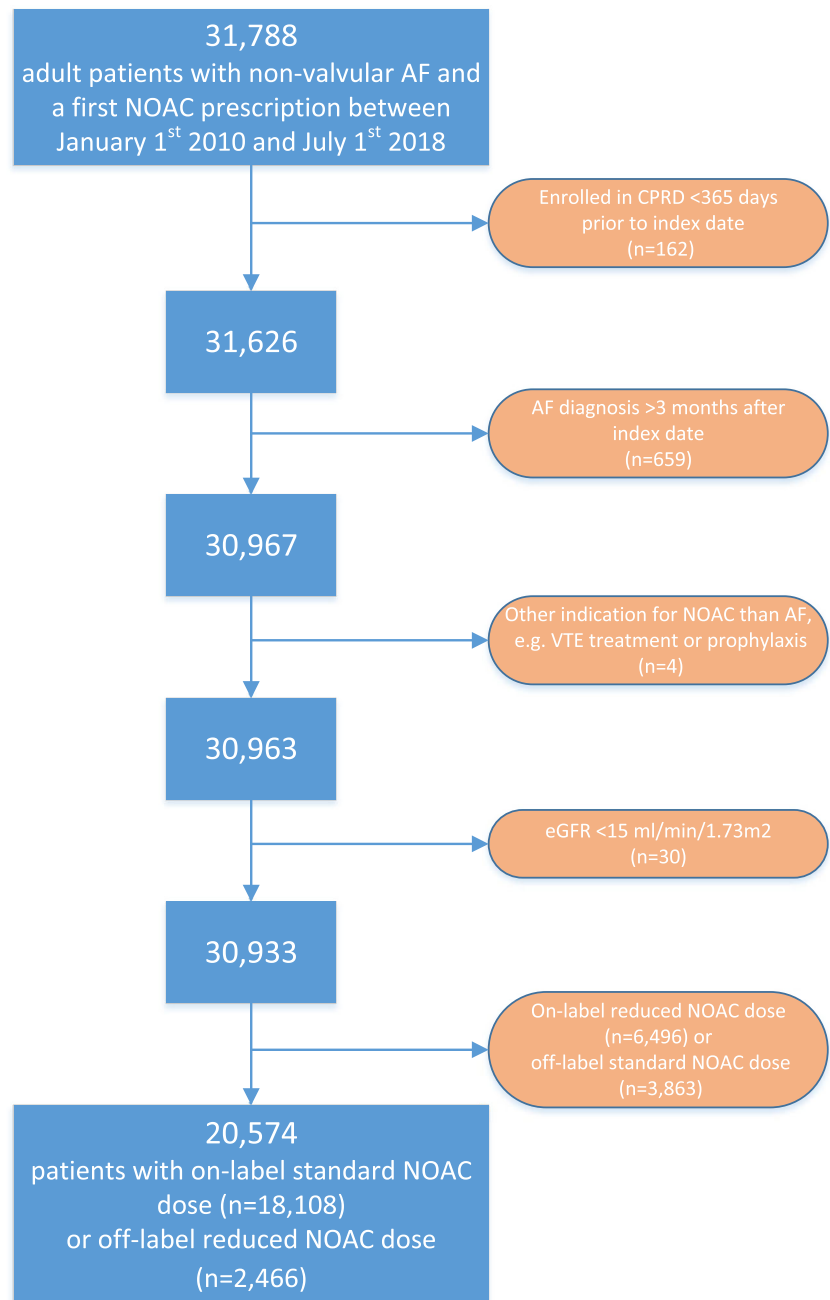 31,788
adult patients with non-valvular AF and
a first NOAC prescription between
January 1st 2010 and July 1st 2018
Enrolled in CPRD <365 days
prior to index date
(n=162)
31,626
AF diagnosis >3 months after
index date
(n=659)
30,967
Other indication for NOAC than AF,
e.g. VTE treatment or prophylaxis
(n=4)
30,963
eGFR <15 ml/min/1.73m2
(n=30)
30,933
On-label reduced NOAC dose
(n=6,496) or
off-label standard NOAC dose
(n=3,863)
20,574
patients with on-label standard NOAC
dose (n=18,108)
or off-label reduced NOAC dose
(n=2,466)